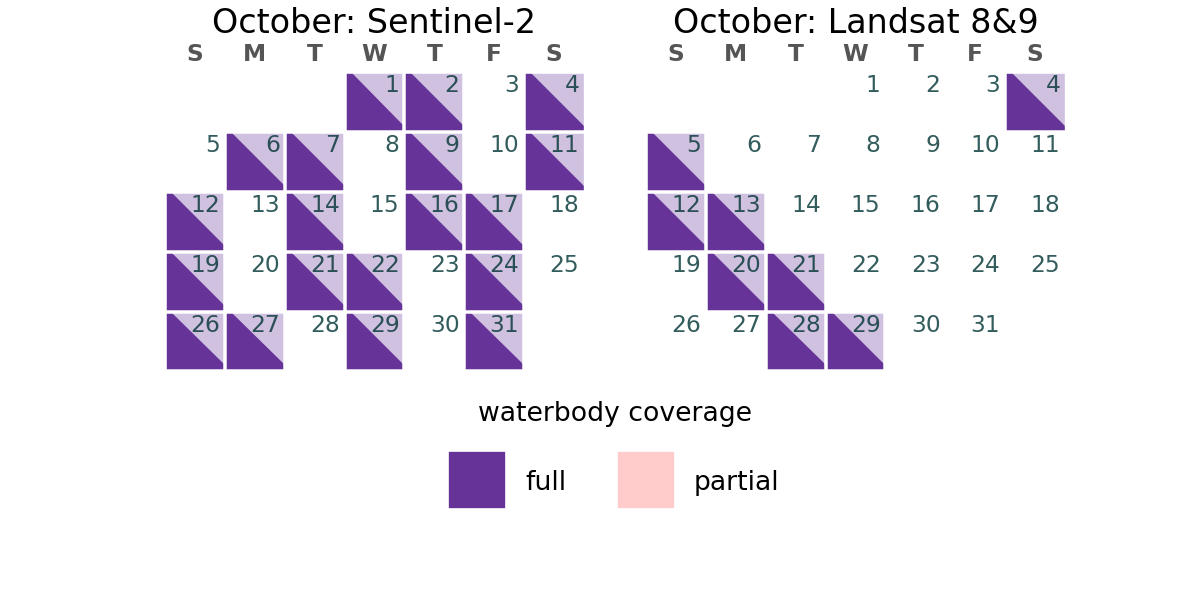 October: Sentinel-2
S M T W T F S
1 2 3 4
5 6 7 8 9 10 11
12 13 14 15 16 17 18
19 20 21 22 23 24 25
26 27 28 29 30 31
October: Landsat 8&9
S M T W T F S
1 2 3 4
5 6 7 8 9 10 11
12 13 14 15 16 17 18
19 20 21 22 23 24 25
26 27 28 29 30 31
waterbody coverage
full partial